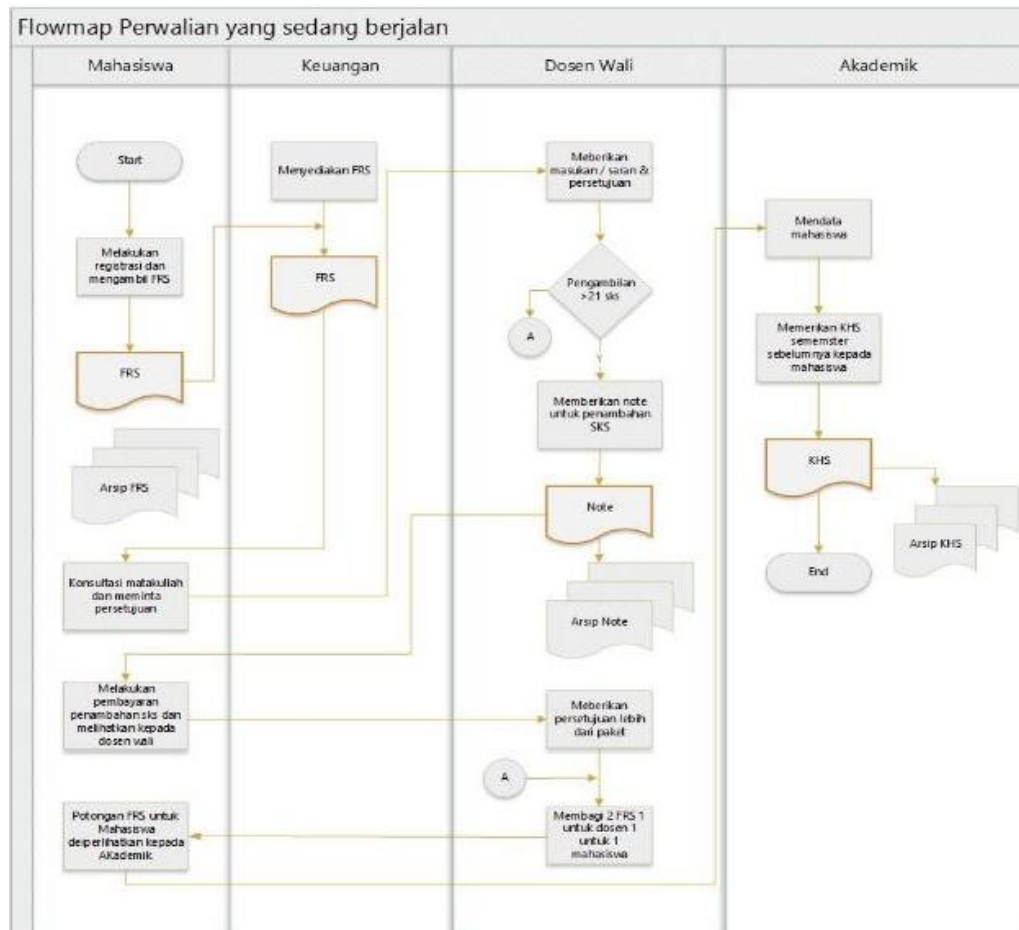 Flowmap Perwalian yang sedang berjalan
Mahasiswa
Keuangan
Dosen Wali
Akademik
Start
Melakukan
registrasi dan
mengambil FRS
FRS
Arsip FRS
Konsultasi matakuliah
dan meminta
persetujuan
Melakukan
pembayaran
penambahan sks dan
melihatkan kepada
dosen wali
Potongan FRS untuk
Mahasiswa
deiperlihatkan kepada
AKademik
Menyediakan FRS
FRS
Meberikan
masukan / saran &
persetujuan
Pengambilan
>21 sks
A
Y
Memberikan note
untuk penambahan
SKS
Note
Arsip Note
Meberikan
persetujuan lebih
dari paket
A
Membagi 2 FRS 1
untuk dosen 1
untuk 1
mahasiswa
Mendata
mahasiswa
Memerikan KHS
sememster
sebelumnya kepada
mahasiswa
KHS
Arsip KHS
End